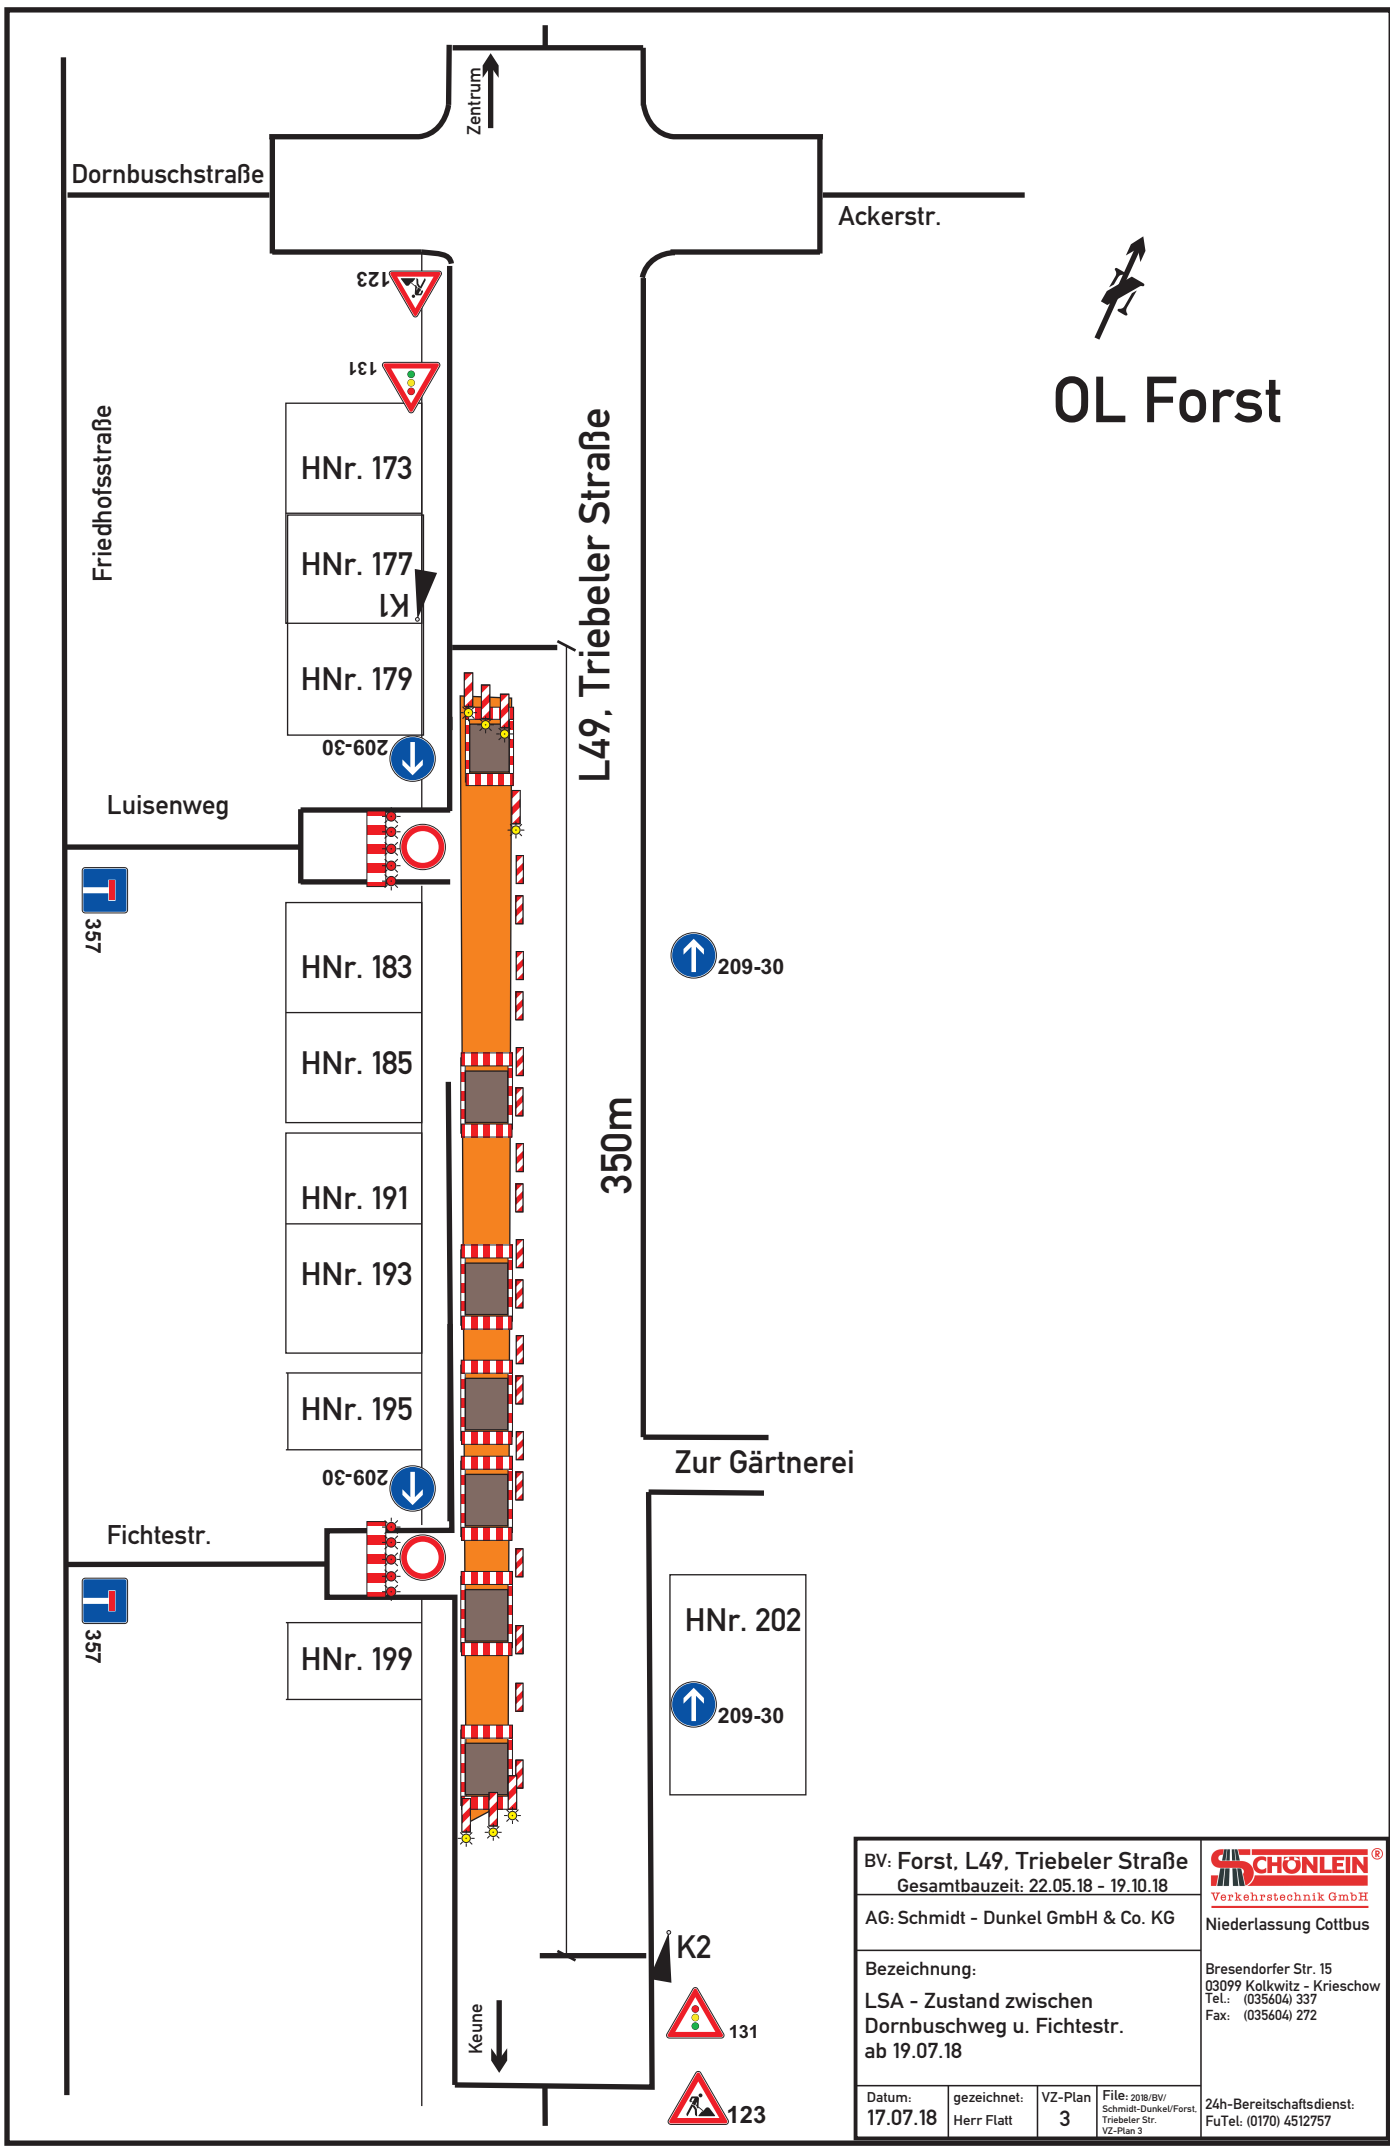 Zentrum
Dornbuschstraße
Ackerstr.
123
131
OL Forst
Friedhofsstraße
HNr. 173
L49, Triebeler Straße
HNr. 177
K1
HNr. 179
209-30
Luisenweg
357
HNr. 183
209-30
HNr. 185
350m
HNr. 191
HNr. 193
HNr. 195
Zur Gärtnerei
209-30
Fichtestr.
357
HNr. 202
HNr. 199
209-30
K2
Keune
131
123
BV: Forst, L49, Triebeler Straße
Gesamtbauzeit: 22.05.18 - 19.10.18
AG: Schmidt - Dunkel GmbH & Co. KG
Bezeichnung:
LSA - Zustand zwischen
Dornbuschweg u. Fichtestr.
ab 19.07.18
Datum:
17.07.18
gezeichnet:
Herr Flatt
VZ-Plan
3
File: 2018/BV/
Schmidt-Dunkel/Forst,
Triebeler Str.
VZ-Plan 3
SCHÖNLEIN ®
Verkehrstechnik GmbH
Niederlassung Cottbus
Bresendorfer Str. 15
03099 Kolkwitz - Krieschow
Tel.: (035604) 337
Fax: (035604) 272
24h-Bereitschaftsdienst:
FuTel: (0170) 4512757